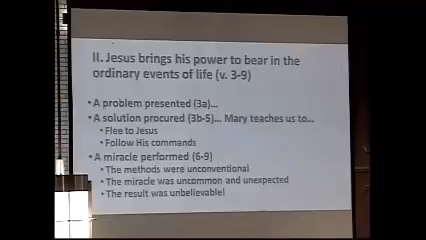 II. Jesus brings his power to bear in the
ordinary events of life (v. 3-9)
• A problem presented (3a)...
• A solution procured (3b-5)... Mary teaches us to...
• Flee to Jesus
• Follow His commands
• A miracle performed (6-9)
• The methods were unconventional
• The miracle was uncommon and unexpected
• The result was unbelievable!